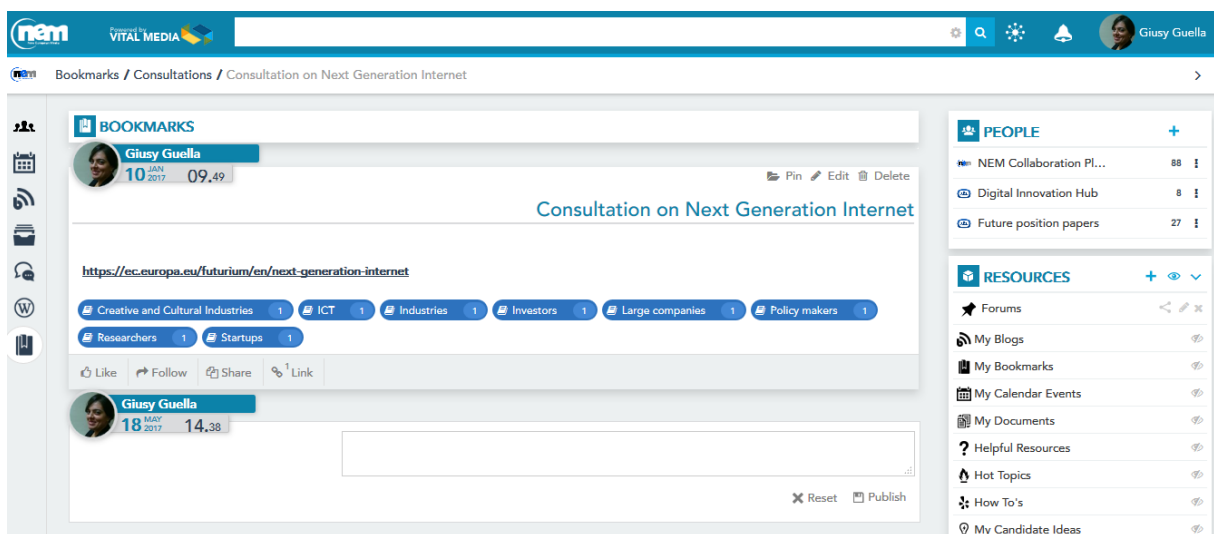 nem
Powered by
VITAL MEDIA
Giusy Guella
nem
Bookmarks / Consultations / Consultation on Next Generation Internet
BOOKMARKS
Giusy Guella
10 JAN 2017 09.49
Pin Edit Delete
Consultation on Next Generation Internet
https://ec.europa.eu/futurium/en/next-generation-internet
Creative and Cultural Industries 1 ICT 1 Industries 1 Investors 1 Large companies 1 Policy makers 1
Researchers 1 Startups 1
Like Follow Share 1 Link
Giusy Guella
18 MAY 2017 14.38
Reset Publish
PEOPLE +
nem NEM Collaboration Pl... 88
Digital Innovation Hub 8
Future position papers 27
RESOURCES +
Forums
My Blogs
My Bookmarks
My Calendar Events
My Documents
? Helpful Resources
Hot Topics
How To's
My Candidate Ideas